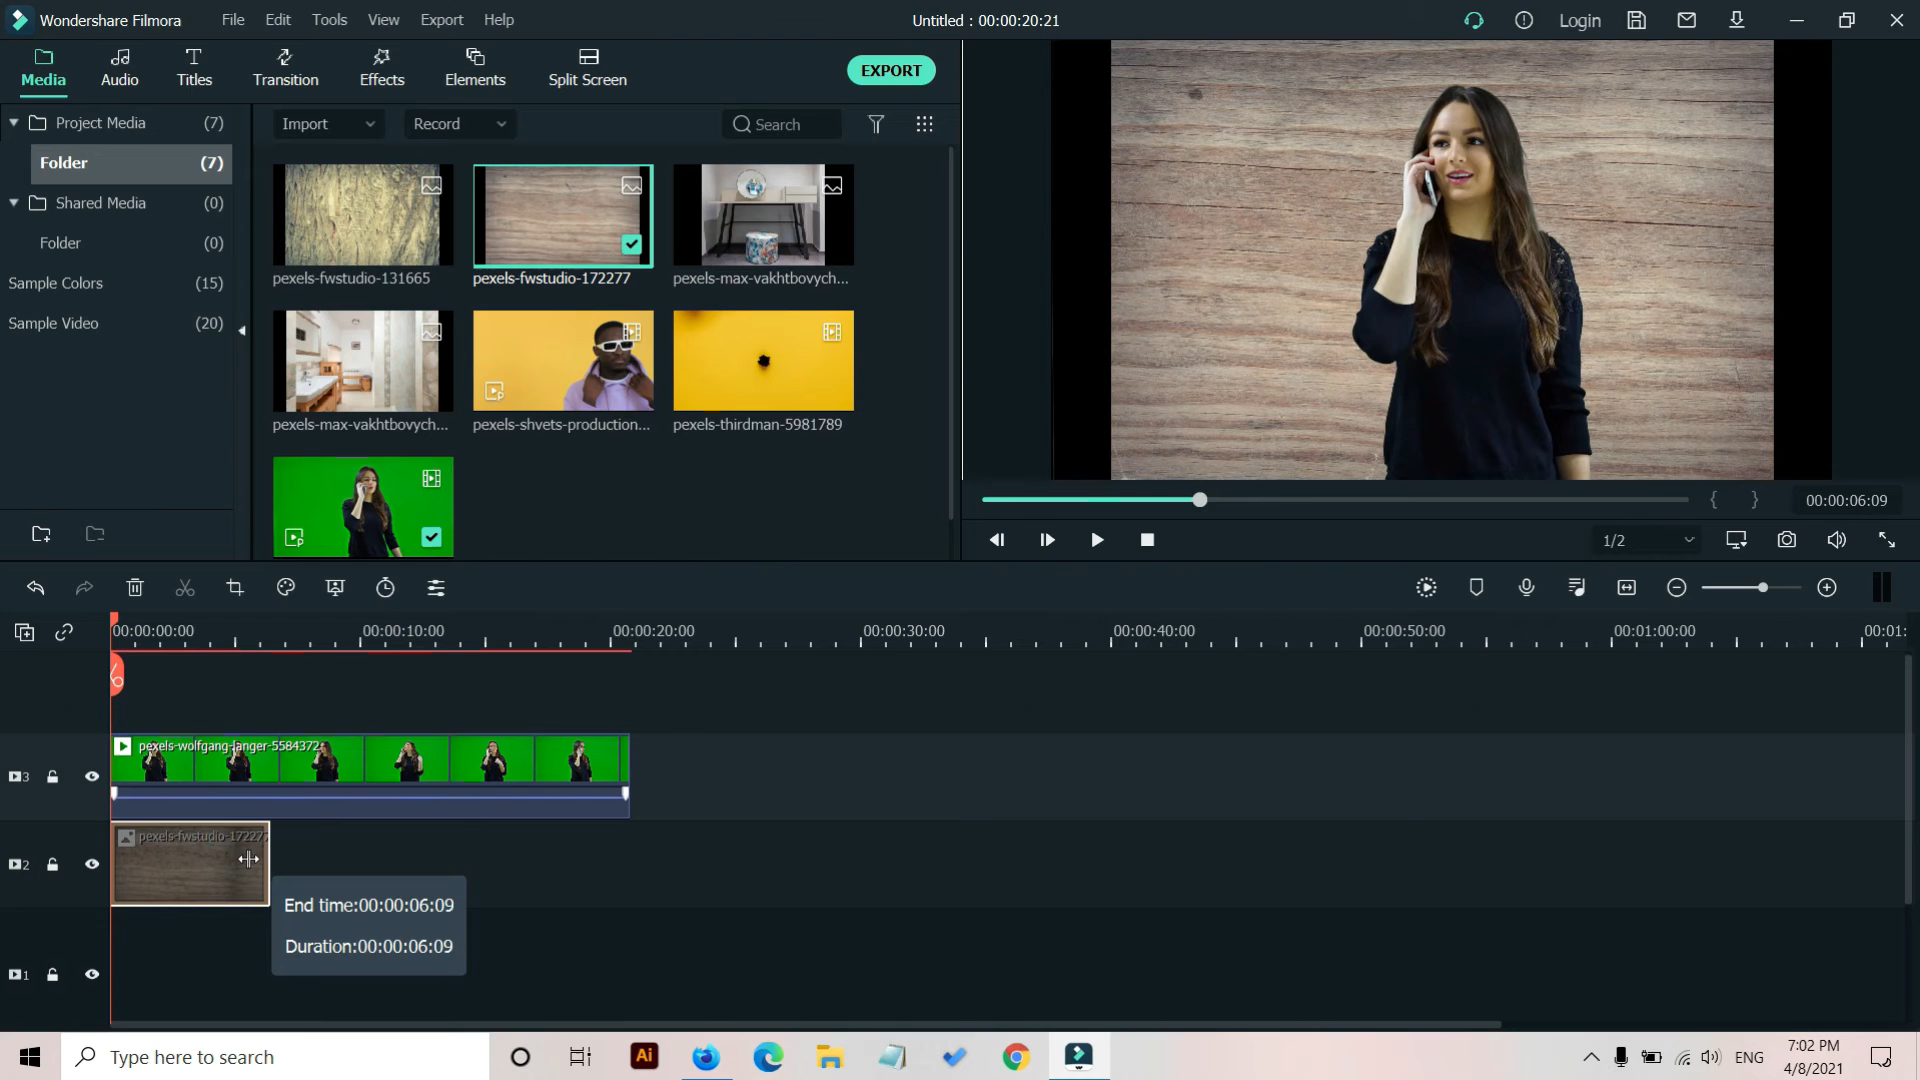 Wondershare Filmora File Edit Tools View Export Help Untitled : 00:00:20:21 Login
Media Audio Titles Transition Effects Elements Split Screen EXPORT
Project Media (7) Import Record Search
Folder (7)
Shared Media (0)
Folder (0)
Sample Colors (15)
Sample Video (20)
pexels-fwstudio-131665 pexels-fwstudio-172277 pexels-max-vakhtbovych...
pexels-max-vakhtbovych... pexels-shvets-production... pexels-thirdman-5981789
{ } 00:00:06:09
1/2
00:00:00:00 00:00:10:00 00:00:20:00 00:00:30:00 00:00:40:00 00:00:50:00 00:01:00:00 00:01:
pexels-wolfgang-langer-5584372
3
pexels-fwstudio-172277
2
End time:00:00:06:09
Duration:00:00:06:09
1
Type here to search Ai ENG 7:02 PM
4/8/2021